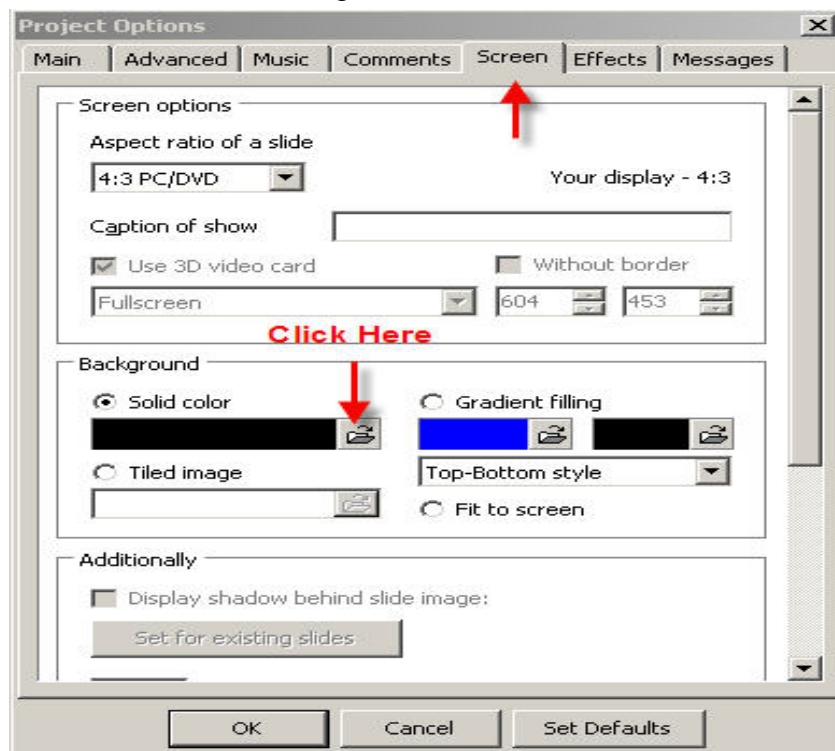 Project Options
Main Advanced Music Comments Screen Effects Messages
Screen options
Aspect ratio of a slide
4:3 PC/DVD Your display - 4:3
Caption of show
Use 3D video card Without border
Fullscreen 604 453
Click Here
Background
Solid color Gradient filling
Tiled image Top-Bottom style
Fit to screen
Additionally
Display shadow behind slide image:
Set for existing slides
OK Cancel Set Defaults